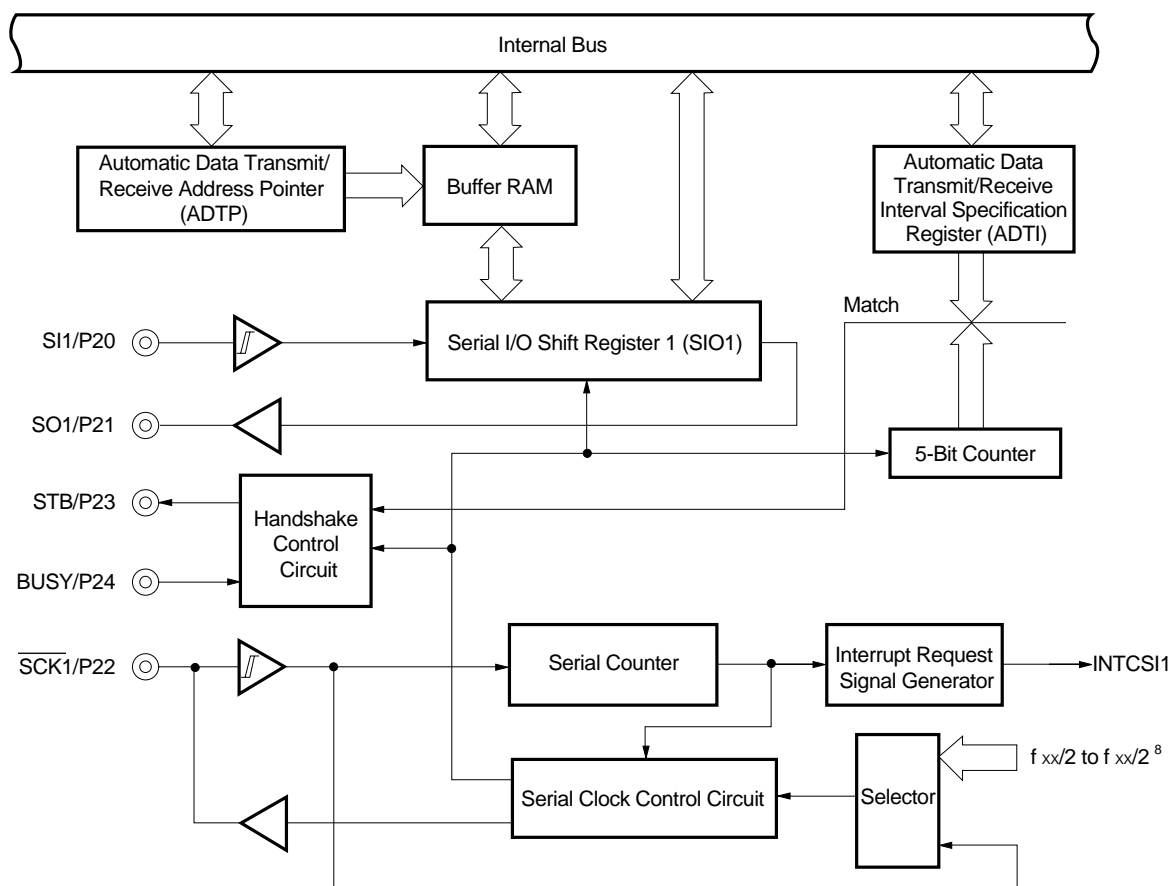 Internal Bus
Automatic Data Transmit/
Receive Address Pointer
(ADTP)
Buffer RAM
Automatic Data
Transmit/Receive
Interval Specification
Register (ADTI)
Match
SI1/P20
Serial I/O Shift Register 1 (SIO1)
SO1/P21
5-Bit Counter
STB/P23
Handshake
Control
Circuit
BUSY/P24
SCK1/P22
Serial Counter
Interrupt Request
Signal Generator
INTCSI1
f xx/2 to f xx/2 8
Serial Clock Control Circuit
Selector